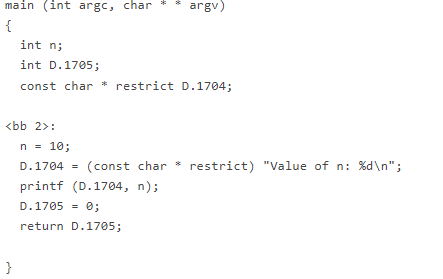 main (int argc, char * * argv)
{
  int n;
  int D.1705;
  const char * restrict D.1704;

<bb 2>:
  n = 10;
  D.1704 = (const char * restrict) "Value of n: %d\n";
  printf (D.1704, n);
  D.1705 = 0;
  return D.1705;

}